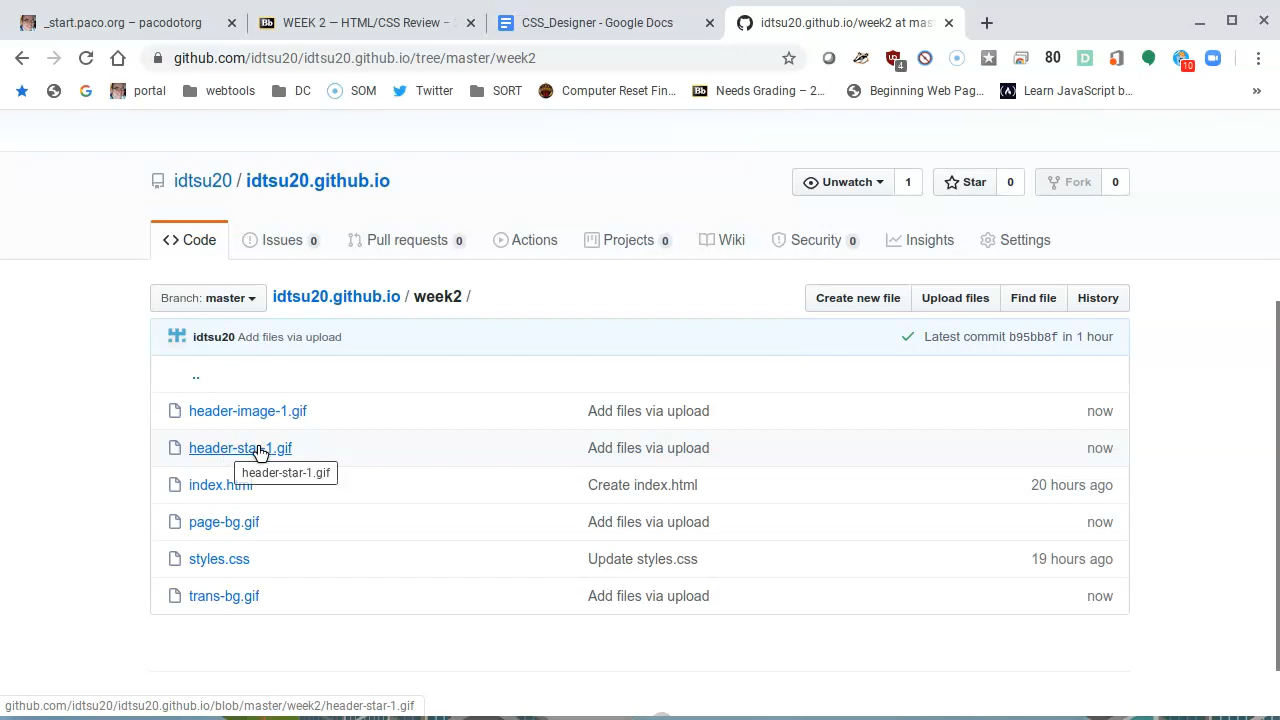 _start.paco.org – pacodotorg
Bb WEEK 2 – HTML/CSS Review –
CSS_Designer - Google Docs
idtsu20.github.io/week2 at mas
github.com/idtsu20/idtsu20.github.io/tree/master/week2
4
80
D
10
portal
webtools
DC
SOM
Twitter
SORT
Computer Reset Fin...
Bb Needs Grading – 2...
Beginning Web Pag...
Learn JavaScript b...
»
idtsu20 / idtsu20.github.io
Unwatch 1
Star 0
Fork 0
Code
Issues 0
Pull requests 0
Actions
Projects 0
Wiki
Security 0
Insights
Settings
Branch: master
idtsu20.github.io / week2 /
Create new file
Upload files
Find file
History
idtsu20 Add files via upload
Latest commit b95bb8f in 1 hour
..
header-image-1.gif Add files via upload now
header-star-1.gif Add files via upload now
header-star-1.gif
index.html Create index.html 20 hours ago
page-bg.gif Add files via upload now
styles.css Update styles.css 19 hours ago
trans-bg.gif Add files via upload now
github.com/idtsu20/idtsu20.github.io/blob/master/week2/header-star-1.gif